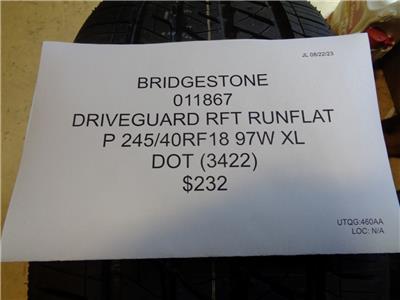 JL 08/22/23
BRIDGESTONE
011867
DRIVEGUARD RFT RUNFLAT
P 245/40RF18 97W XL
DOT (3422)
$232
UTQG:460AA
LOC: N/A